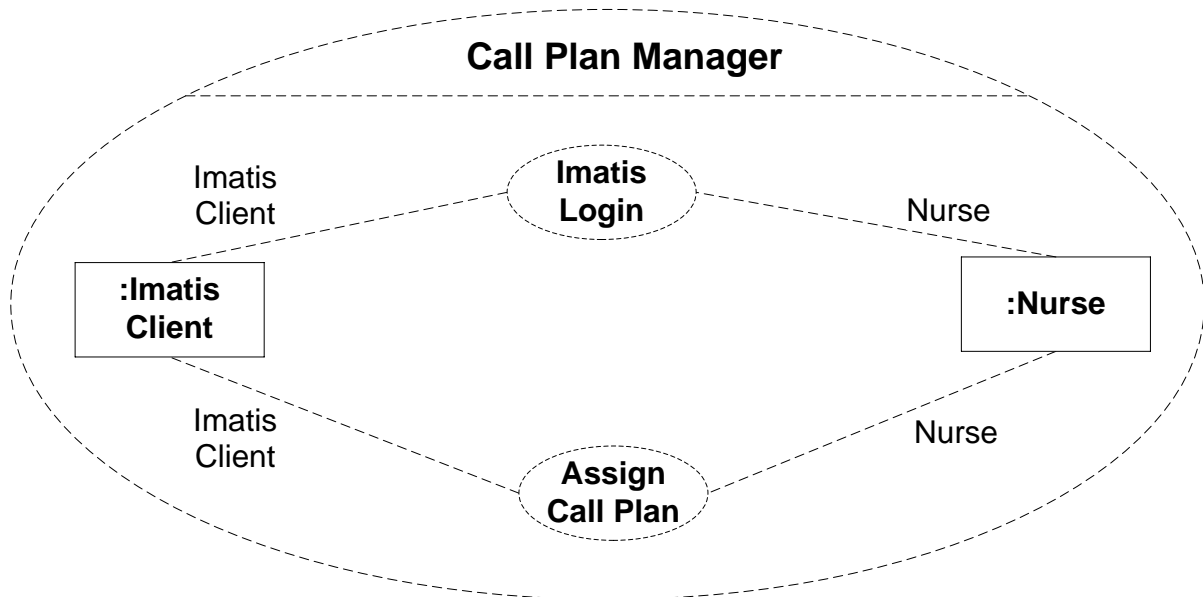 Call Plan Manager
Imatis
Client
Imatis
Login
Nurse
:Imatis
Client
:Nurse
Imatis
Client
Nurse
Assign
Call Plan